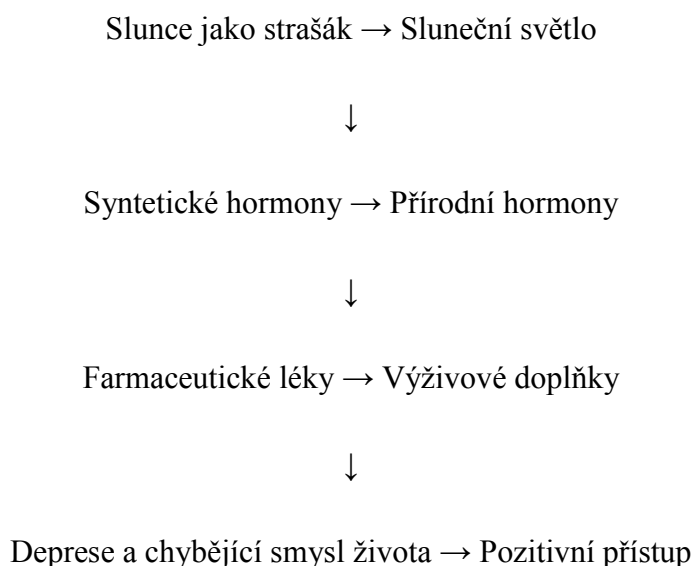 Slunce jako strašák → Sluneční světlo
↓
Syntetické hormony → Přírodní hormony
↓
Farmaceutické léky → Výživové doplňky
↓
Deprese a chybějící smysl života → Pozitivní přístup